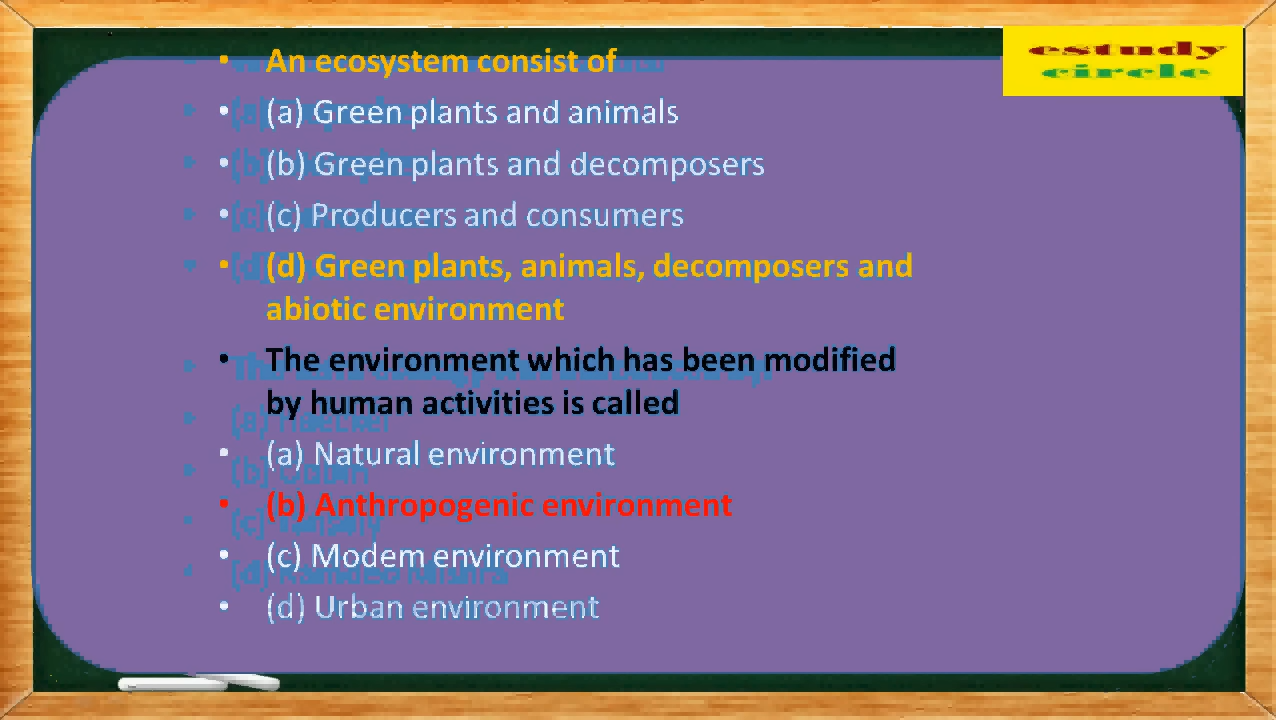 estudy
circle
• An ecosystem consist of
• (a) Green plants and animals
• (b) Green plants and decomposers
• (c) Producers and consumers
• (d) Green plants, animals, decomposers and
abiotic environment
• The environment which has been modified
by human activities is called
• (a) Natural environment
• (b) Anthropogenic environment
• (c) Modem environment
• (d) Urban environment